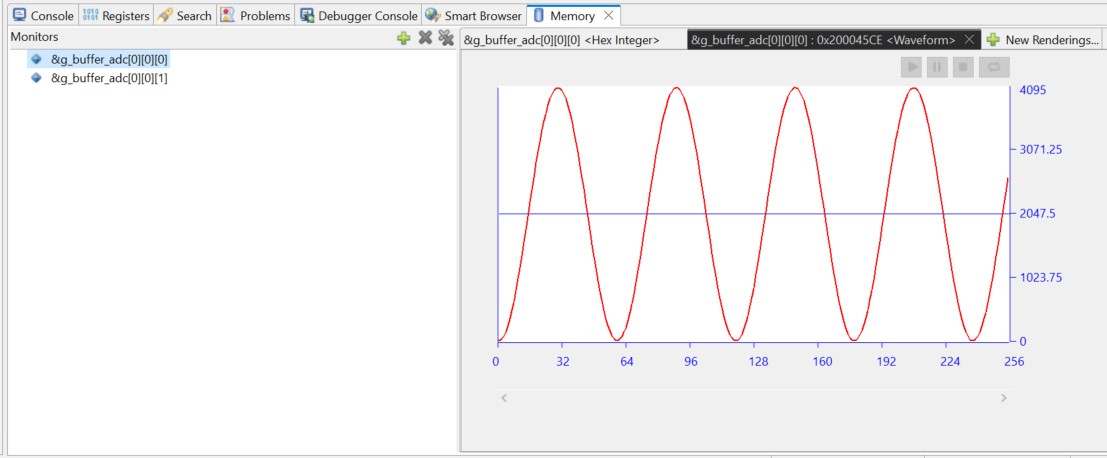 Console Registers Search Problems Debugger Console Smart Browser Memory
Monitors
&g_buffer_adc[0][0][0]
&g_buffer_adc[0][0][1]
&g_buffer_adc[0][0][0] <Hex Integer> &g_buffer_adc[0][0][0] : 0x200045CE <Waveform> New Renderings...
4095
3071.25
2047.5
1023.75
0
0 32 64 96 128 160 192 224 256